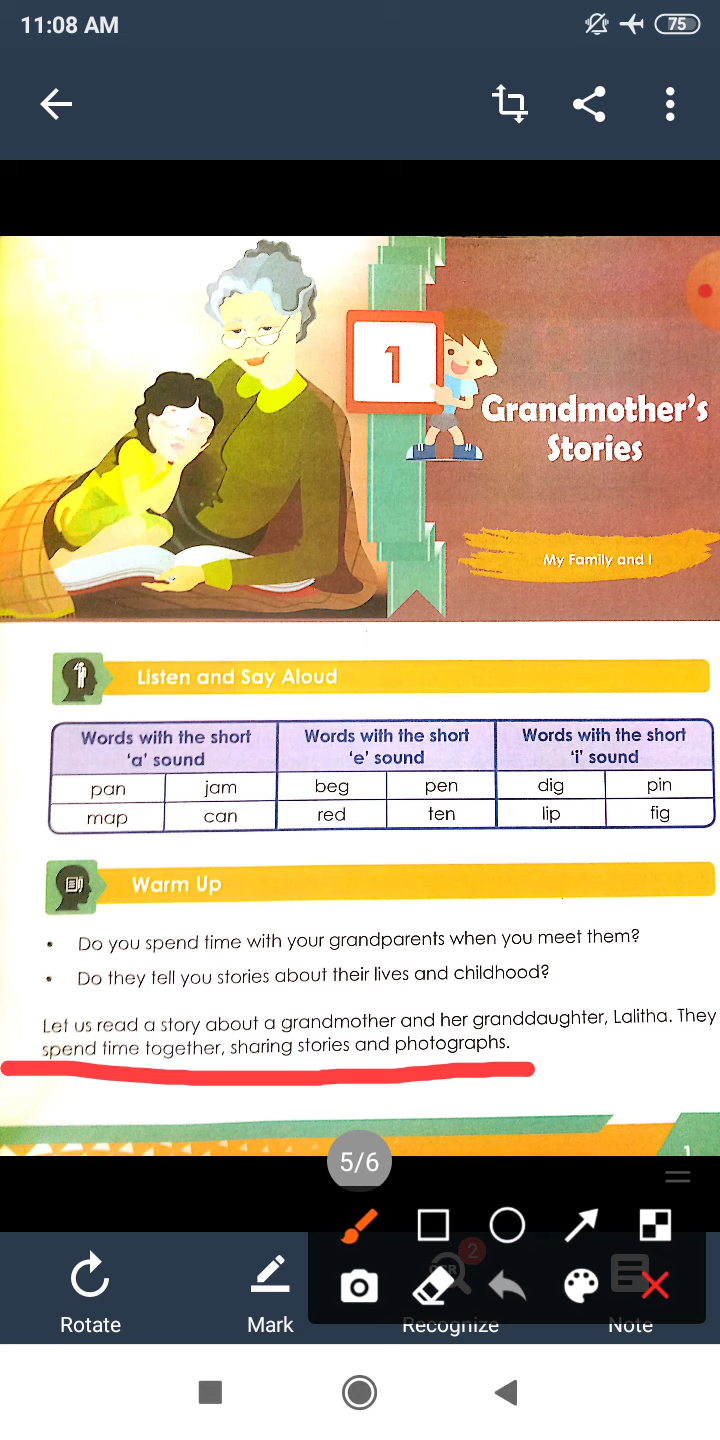 11:08 AM
75
1
Grandmother's
Stories
My Family and I
Listen and Say Aloud
Words with the short
'a' sound
Words with the short
'e' sound
Words with the short
'i' sound
pan jam beg pen dig pin
map can red ten lip fig
Warm Up
• Do you spend time with your grandparents when you meet them?
• Do they tell you stories about their lives and childhood?
Let us read a story about a grandmother and her granddaughter, Lalitha. They
spend time together, sharing stories and photographs.
1
5/6
2
Rotate Mark Recognize Note